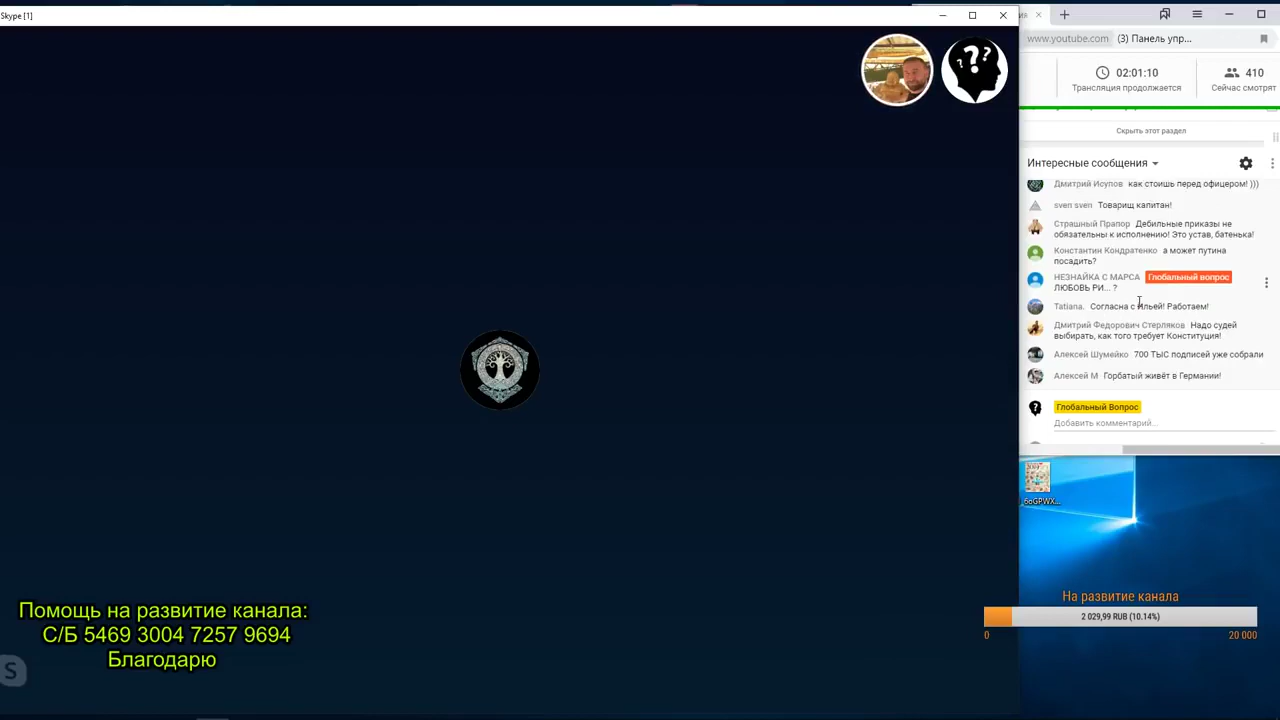 Skype [1]
www.youtube.com (3) Панель упр...
02:01:10
Трансляция продолжается
410
Сейчас смотрят
Скрыть этот раздел
Интересные сообщения
Дмитрий Исупов как стоишь перед офицером! )))
sven sven Товарищ капитан!
Страшный Прапор Дебильные приказы не
обязательны к исполнению! Это устав, батенька!
Константин Кондратенко а может путина
посадить?
НЕЗНАЙКА С МАРСА Глобальный вопрос
ЛЮБОВЬ РИ... ?
Tatiana. Согласна с Ильей! Работаем!
Дмитрий Федорович Стерляков Надо судей
выбирать, как того требует Конституция!
Алексей Шумейко 700 ТЫС подписей уже собрали
Алексей М Горбатый живёт в Германии!
Глобальный Вопрос
Добавить комментарий...
_6oGPWX...
На развитие канала
2 029,99 RUB (10.14%)
0 20 000
Помощь на развитие канала:
С/Б 5469 3004 7257 9694
Благодарю
S